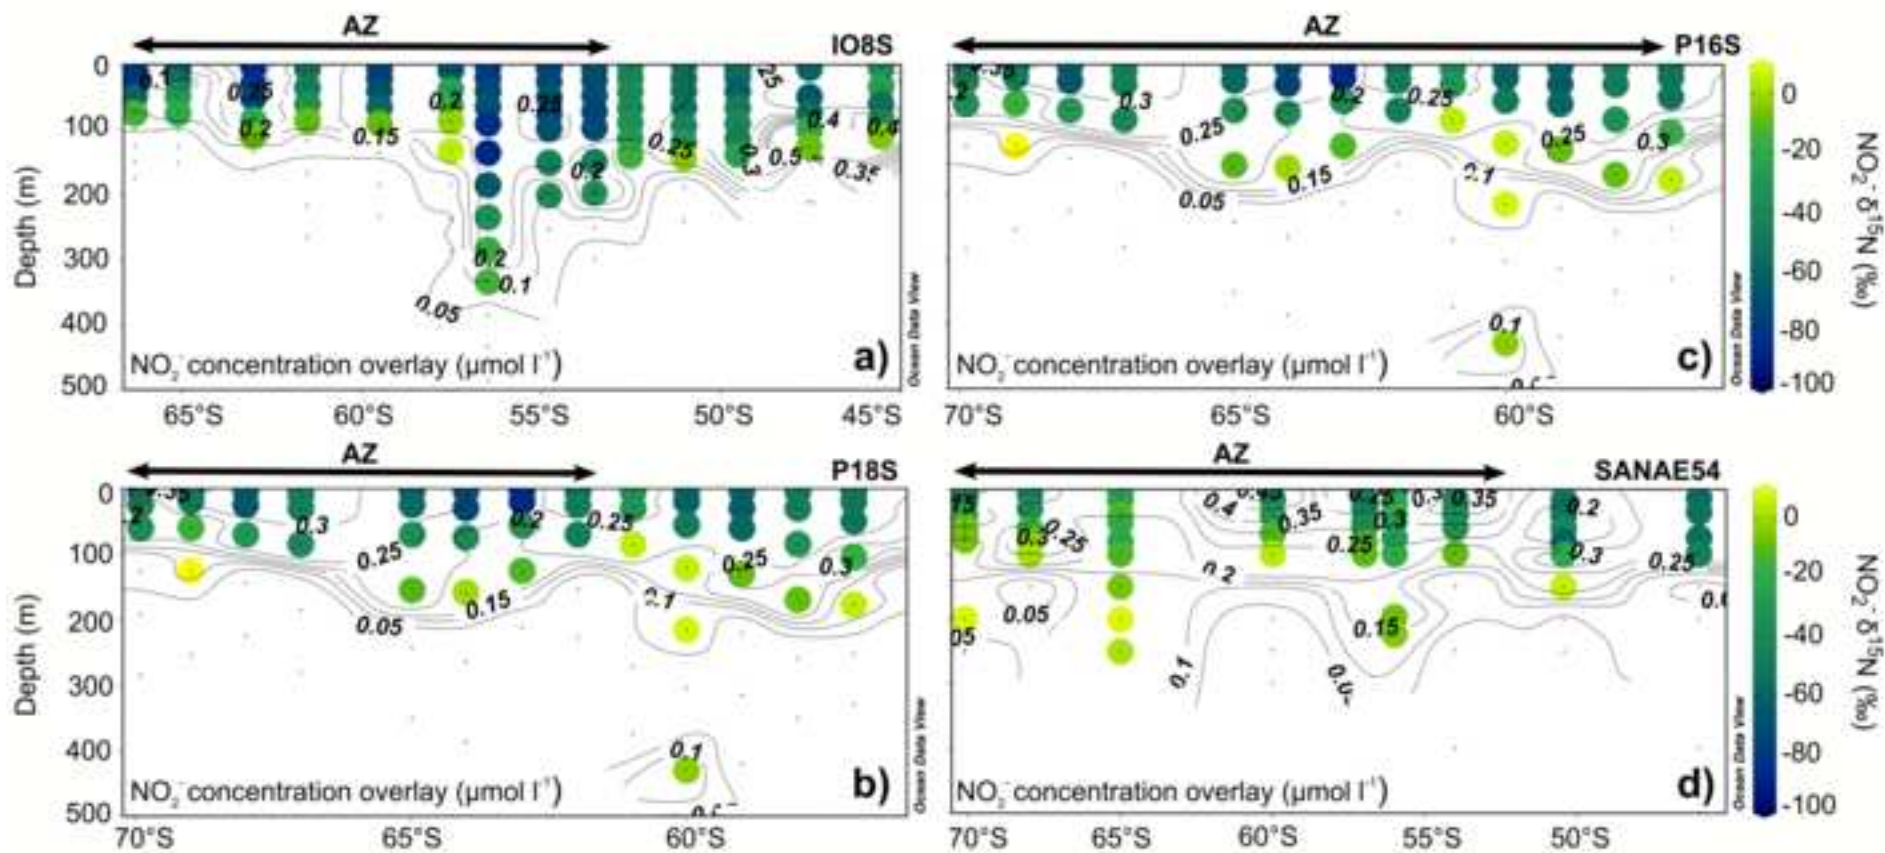 AZ
IO8S
0
100
200
300
400
500
Depth (m)
0.1
0.25
0.2
0.15
0.2
0.25
0.2
0.25
0.3
0.5
0.4
0.4
0.35
25
0.2
0.1
0.05
NO₂⁻ concentration overlay (µmol l⁻¹)
a)
Ocean Data View
65°S 60°S 55°S 50°S 45°S
AZ
P16S
0.3
0.2
0.25
0.25
0.25
0.3
0.15
0.1
0.05
0.1
NO₂⁻ concentration overlay (µmol l⁻¹)
c)
Ocean Data View
70°S 65°S 60°S
0
-20
-40
-60
-80
-100
NO₂⁻ δ¹⁵N (‰)
AZ
P18S
0
100
200
300
400
500
Depth (m)
0.3
0.2
0.25
0.25
0.25
0.3
0.15
0.1
0.05
0.1
NO₂⁻ concentration overlay (µmol l⁻¹)
b)
Ocean Data View
70°S 65°S 60°S
AZ
SANAE54
0.4
0.35
0.25
0.35
0.3
0.3
0.25
0.25
0.2
0.3
0.25
0.2
0.05
05
0.15
0.1
NO₂⁻ concentration overlay (µmol l⁻¹)
d)
Ocean Data View
70°S 65°S 60°S 55°S 50°S
0
-20
-40
-60
-80
-100
NO₂⁻ δ¹⁵N (‰)